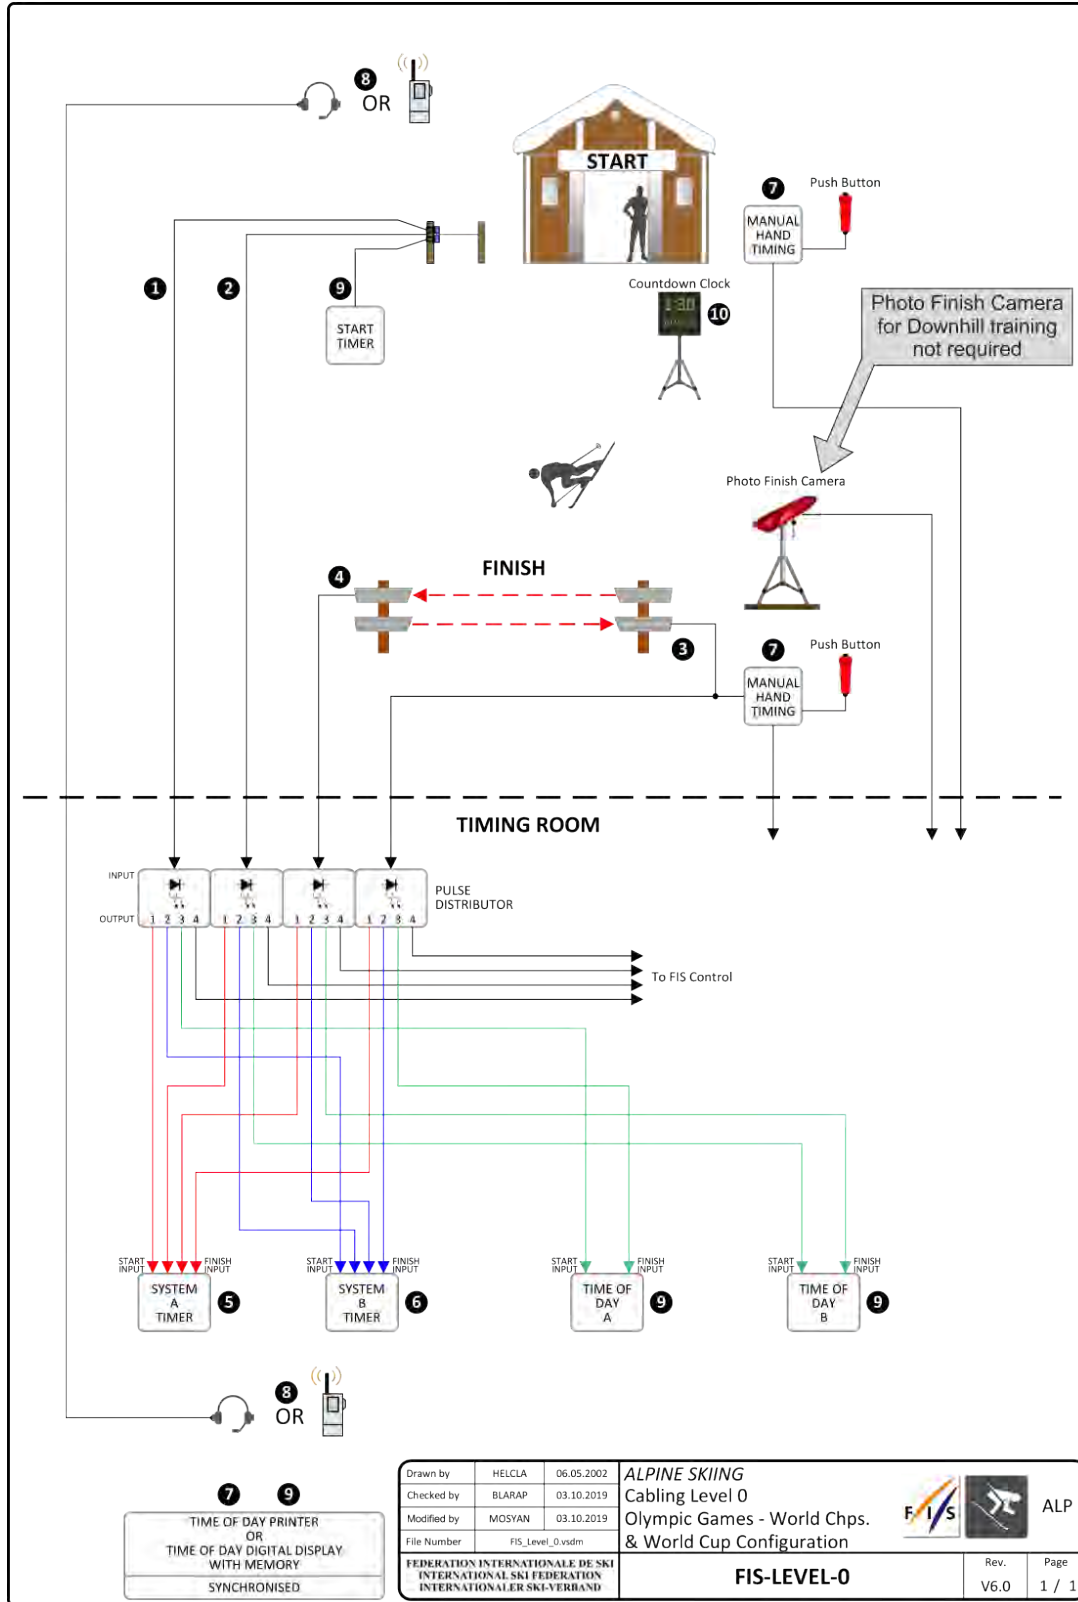 8
OR
START
7
Push Button
MANUAL
HAND
TIMING
1
2
9
START
TIMER
Countdown Clock
1:30
10
Photo Finish Camera
for Downhill training
not required
Photo Finish Camera
4
FINISH
3
7
Push Button
MANUAL
HAND
TIMING
TIMING ROOM
INPUT
PULSE
DISTRIBUTOR
OUTPUT
1 2 3 4 1 2 3 4 1 2 3 4 1 2 3 4
To FIS Control
START
INPUT
FINISH
INPUT
START
INPUT
FINISH
INPUT
START
INPUT
FINISH
INPUT
START
INPUT
FINISH
INPUT
SYSTEM
A
TIMER
5
SYSTEM
B
TIMER
6
TIME OF
DAY
A
9
TIME OF
DAY
B
9
8
OR
7 9
TIME OF DAY PRINTER
OR
TIME OF DAY DIGITAL DISPLAY
WITH MEMORY
SYNCHRONISED
Drawn by HELCLA 06.05.2002
Checked by BLARAP 03.10.2019
Modified by MOSYAN 03.10.2019
File Number FIS_Level_0.vsdm
ALPINE SKIING
Cabling Level 0
Olympic Games - World Chps.
& World Cup Configuration
F/I/S
ALP
FEDERATION INTERNATIONALE DE SKI
INTERNATIONAL SKI FEDERATION
INTERNATIONALER SKI-VERBAND
FIS-LEVEL-0
Rev.
V6.0
Page
1 / 1